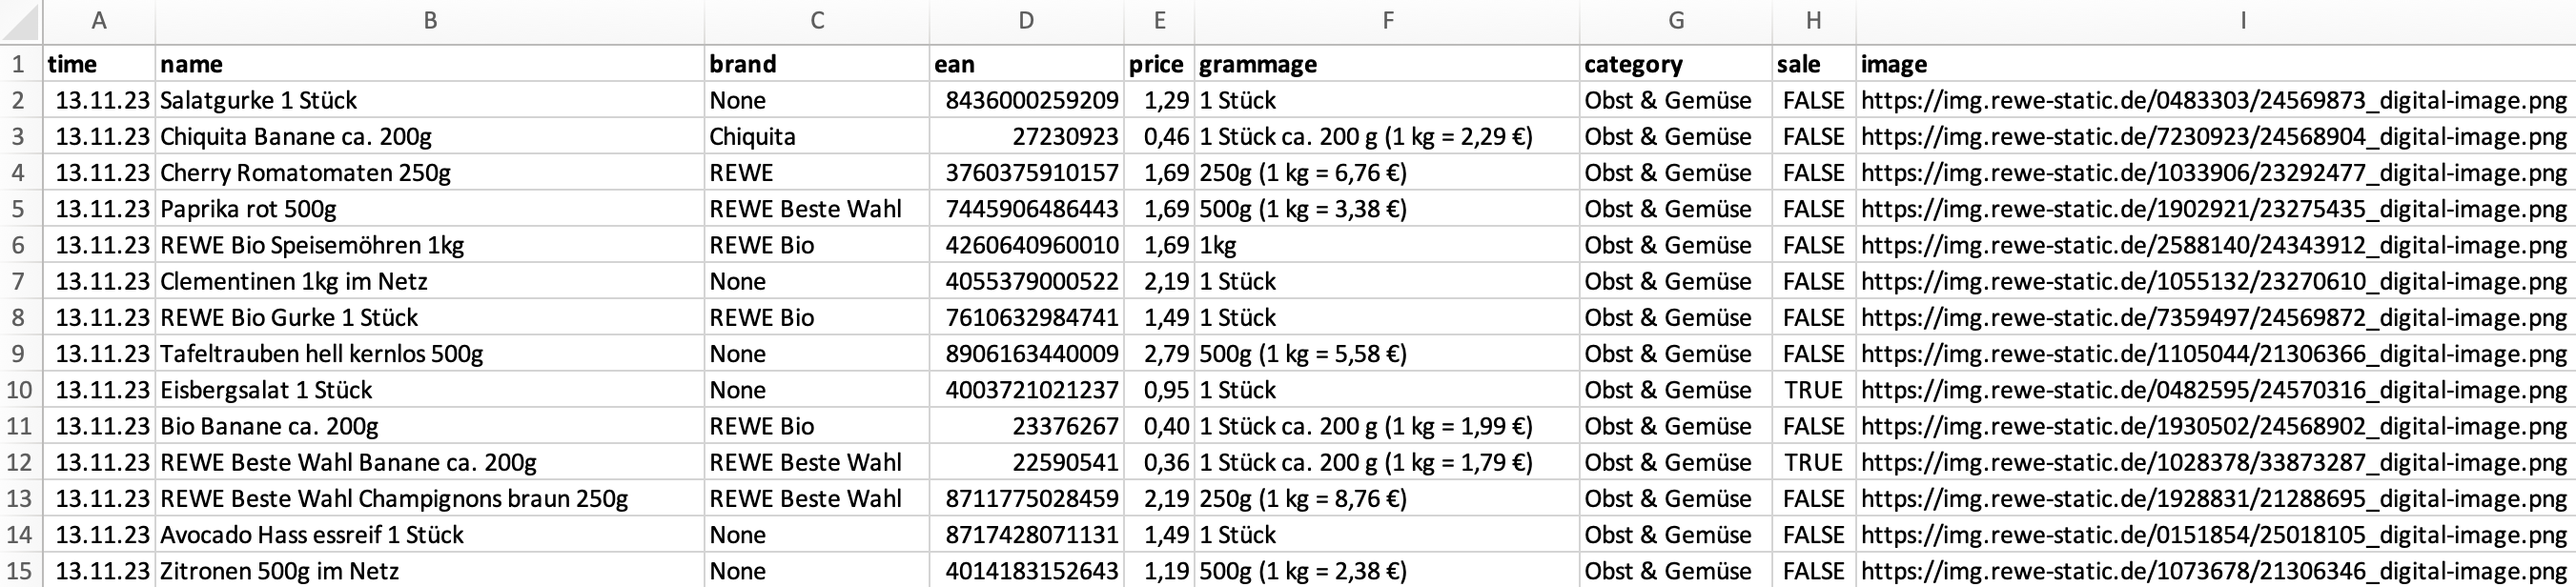 A B C D E F G H I
1 time name brand ean price grammage category sale image
2 13.11.23 Salatgurke 1 Stück None 8436000259209 1,29 1 Stück Obst & Gemüse FALSE https://img.rewe-static.de/0483303/24569873_digital-image.png
3 13.11.23 Chiquita Banane ca. 200g Chiquita 27230923 0,46 1 Stück ca. 200 g (1 kg = 2,29 €) Obst & Gemüse FALSE https://img.rewe-static.de/7230923/24568904_digital-image.png
4 13.11.23 Cherry Romatomaten 250g REWE 3760375910157 1,69 250g (1 kg = 6,76 €) Obst & Gemüse FALSE https://img.rewe-static.de/1033906/23292477_digital-image.png
5 13.11.23 Paprika rot 500g REWE Beste Wahl 7445906486443 1,69 500g (1 kg = 3,38 €) Obst & Gemüse FALSE https://img.rewe-static.de/1902921/23275435_digital-image.png
6 13.11.23 REWE Bio Speisemöhren 1kg REWE Bio 4260640960010 1,69 1kg Obst & Gemüse FALSE https://img.rewe-static.de/2588140/24343912_digital-image.png
7 13.11.23 Clementinen 1kg im Netz None 4055379000522 2,19 1 Stück Obst & Gemüse FALSE https://img.rewe-static.de/1055132/23270610_digital-image.png
8 13.11.23 REWE Bio Gurke 1 Stück REWE Bio 7610632984741 1,49 1 Stück Obst & Gemüse FALSE https://img.rewe-static.de/7359497/24569872_digital-image.png
9 13.11.23 Tafeltrauben hell kernlos 500g None 8906163440009 2,79 500g (1 kg = 5,58 €) Obst & Gemüse FALSE https://img.rewe-static.de/1105044/21306366_digital-image.png
10 13.11.23 Eisbergsalat 1 Stück None 4003721021237 0,95 1 Stück Obst & Gemüse TRUE https://img.rewe-static.de/0482595/24570316_digital-image.png
11 13.11.23 Bio Banane ca. 200g REWE Bio 23376267 0,40 1 Stück ca. 200 g (1 kg = 1,99 €) Obst & Gemüse FALSE https://img.rewe-static.de/1930502/24568902_digital-image.png
12 13.11.23 REWE Beste Wahl Banane ca. 200g REWE Beste Wahl 22590541 0,36 1 Stück ca. 200 g (1 kg = 1,79 €) Obst & Gemüse TRUE https://img.rewe-static.de/1028378/33873287_digital-image.png
13 13.11.23 REWE Beste Wahl Champignons braun 250g REWE Beste Wahl 8711775028459 2,19 250g (1 kg = 8,76 €) Obst & Gemüse FALSE https://img.rewe-static.de/1928831/21288695_digital-image.png
14 13.11.23 Avocado Hass essreif 1 Stück None 8717428071131 1,49 1 Stück Obst & Gemüse FALSE https://img.rewe-static.de/0151854/25018105_digital-image.png
15 13.11.23 Zitronen 500g im Netz None 4014183152643 1,19 500g (1 kg = 2,38 €) Obst & Gemüse FALSE https://img.rewe-static.de/1073678/21306346_digital-image.png